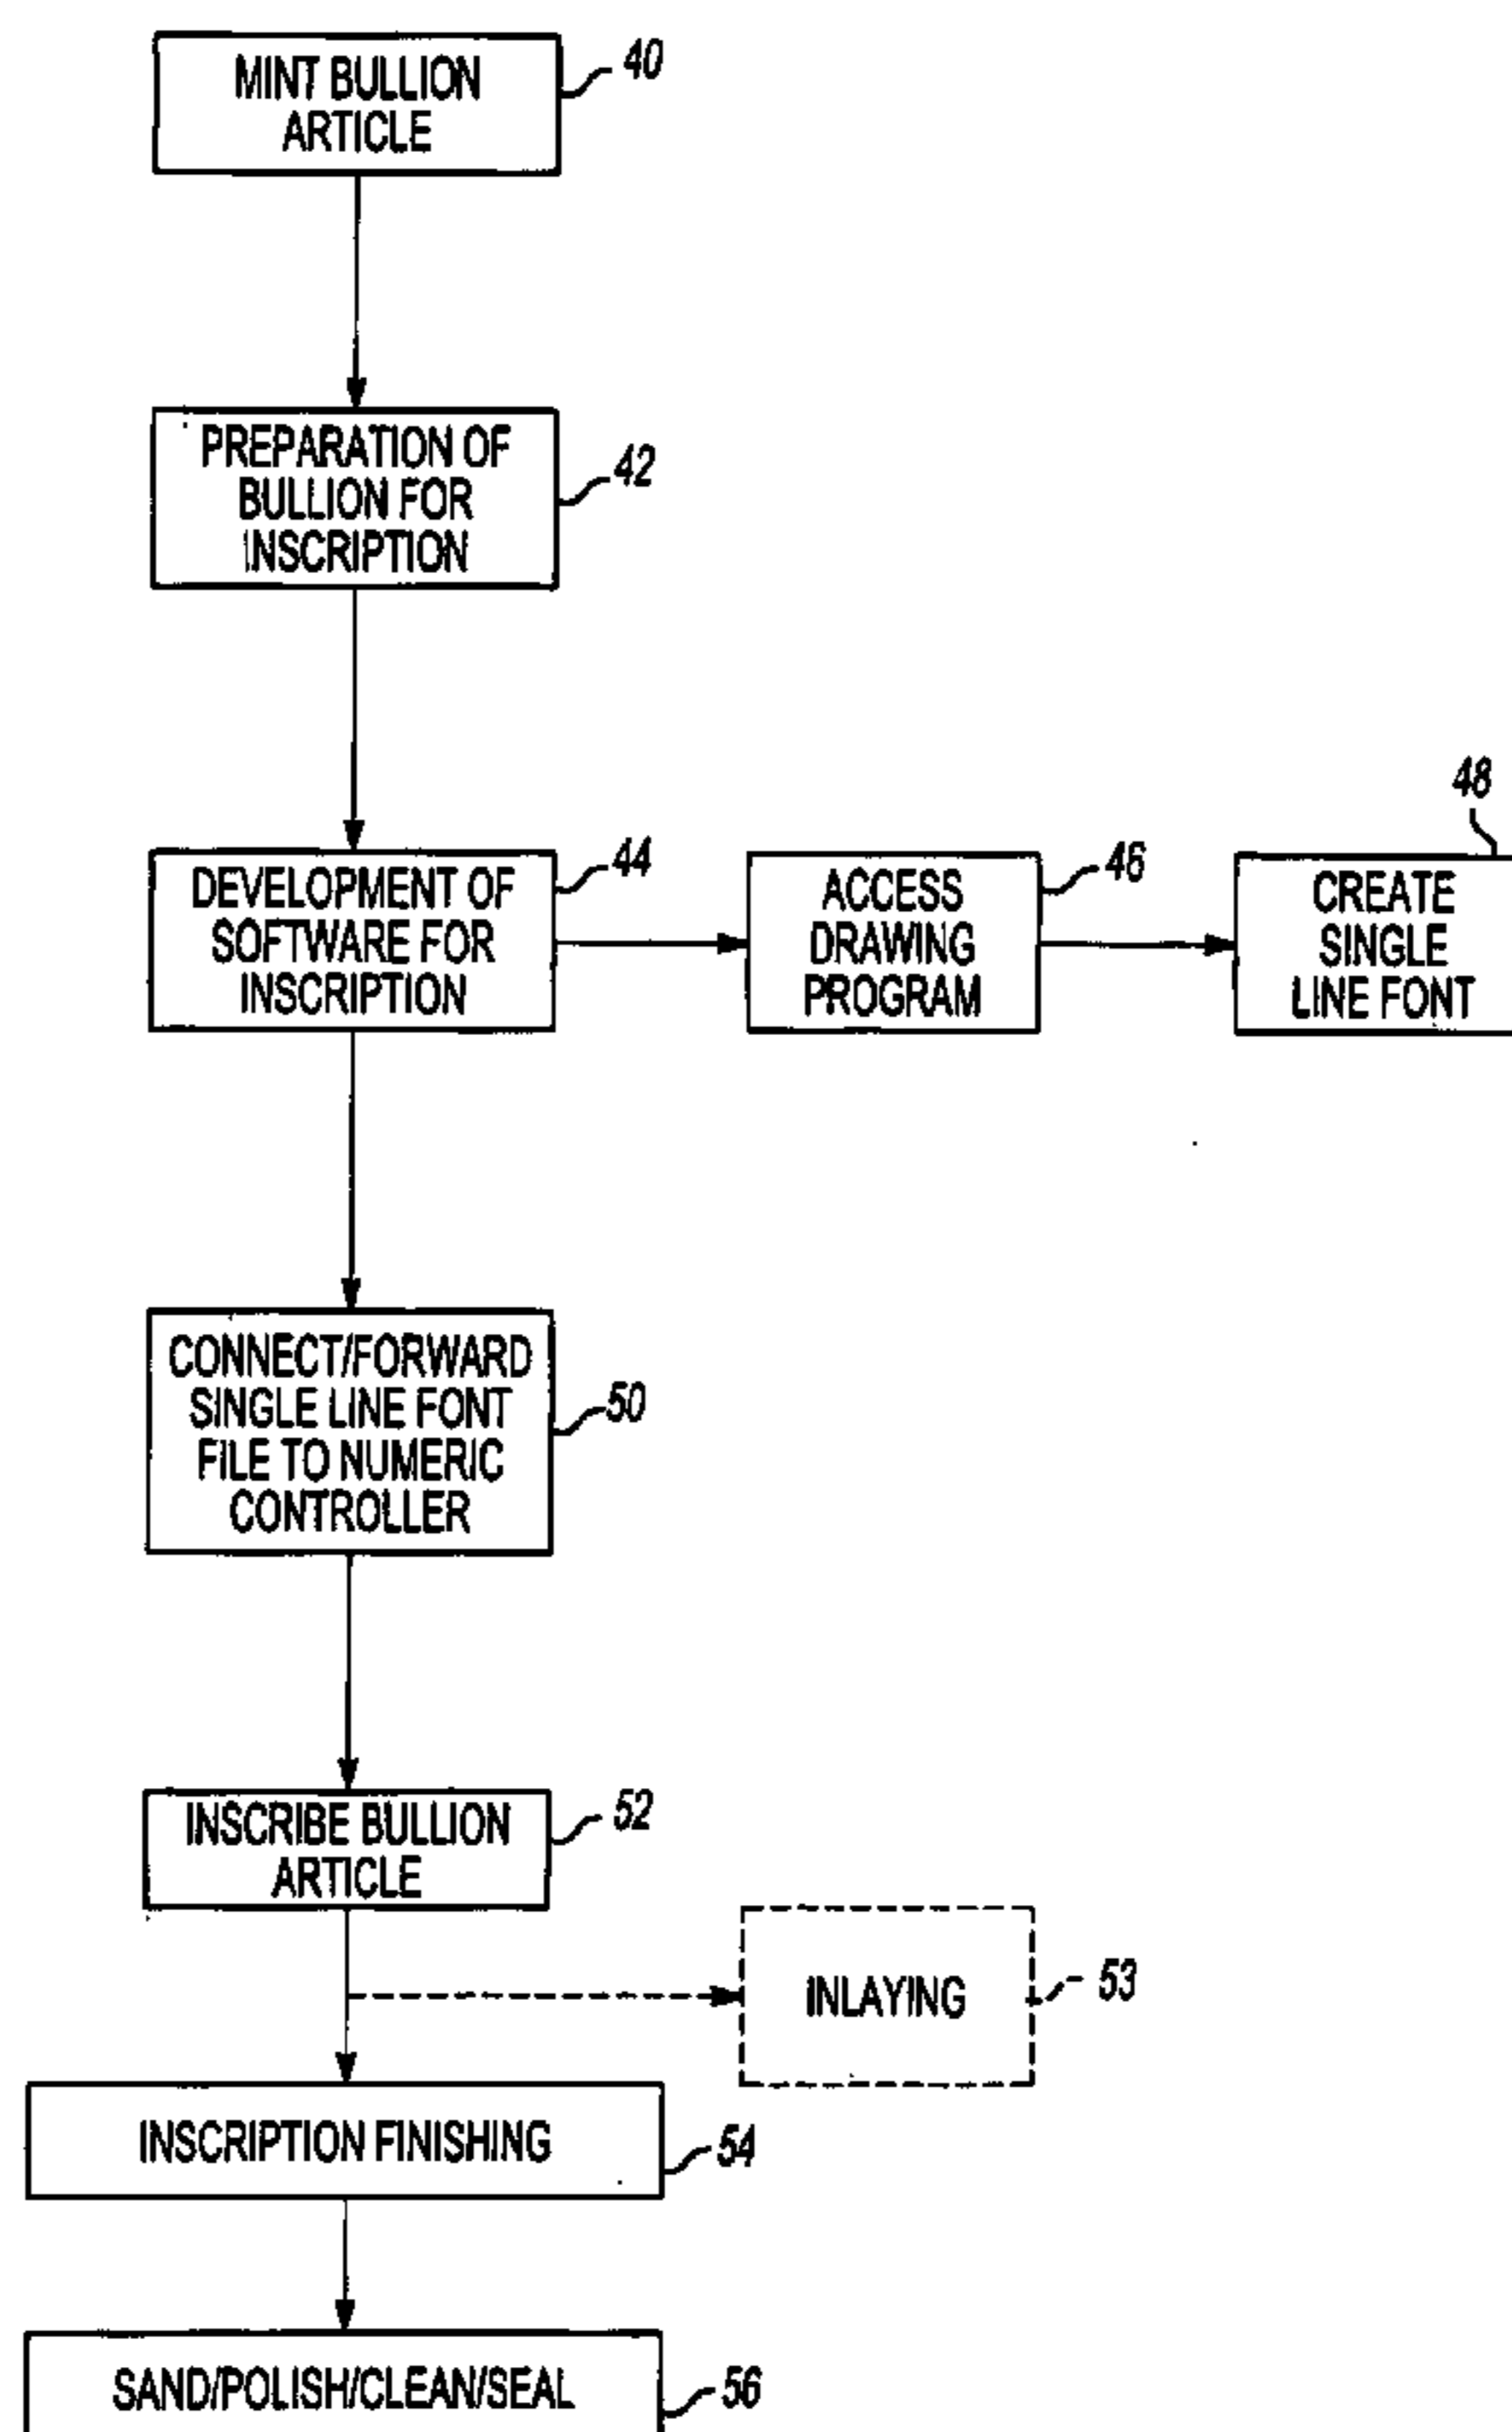 MINT BULLION
ARTICLE
40
PREPARATION OF
BULLION FOR
INSCRIPTION
42
DEVELOPMENT OF
SOFTWARE FOR
INSCRIPTION
44
ACCESS
DRAWING
PROGRAM
46
CREATE
SINGLE
LINE FONT
48
CONNECT/FORWARD
SINGLE LINE FONT
FILE TO NUMERIC
CONTROLLER
50
INSCRIBE BULLION
ARTICLE
52
INLAYING
53
INSCRIPTION FINISHING
54
SAND/POLISH/CLEAN/SEAL
56